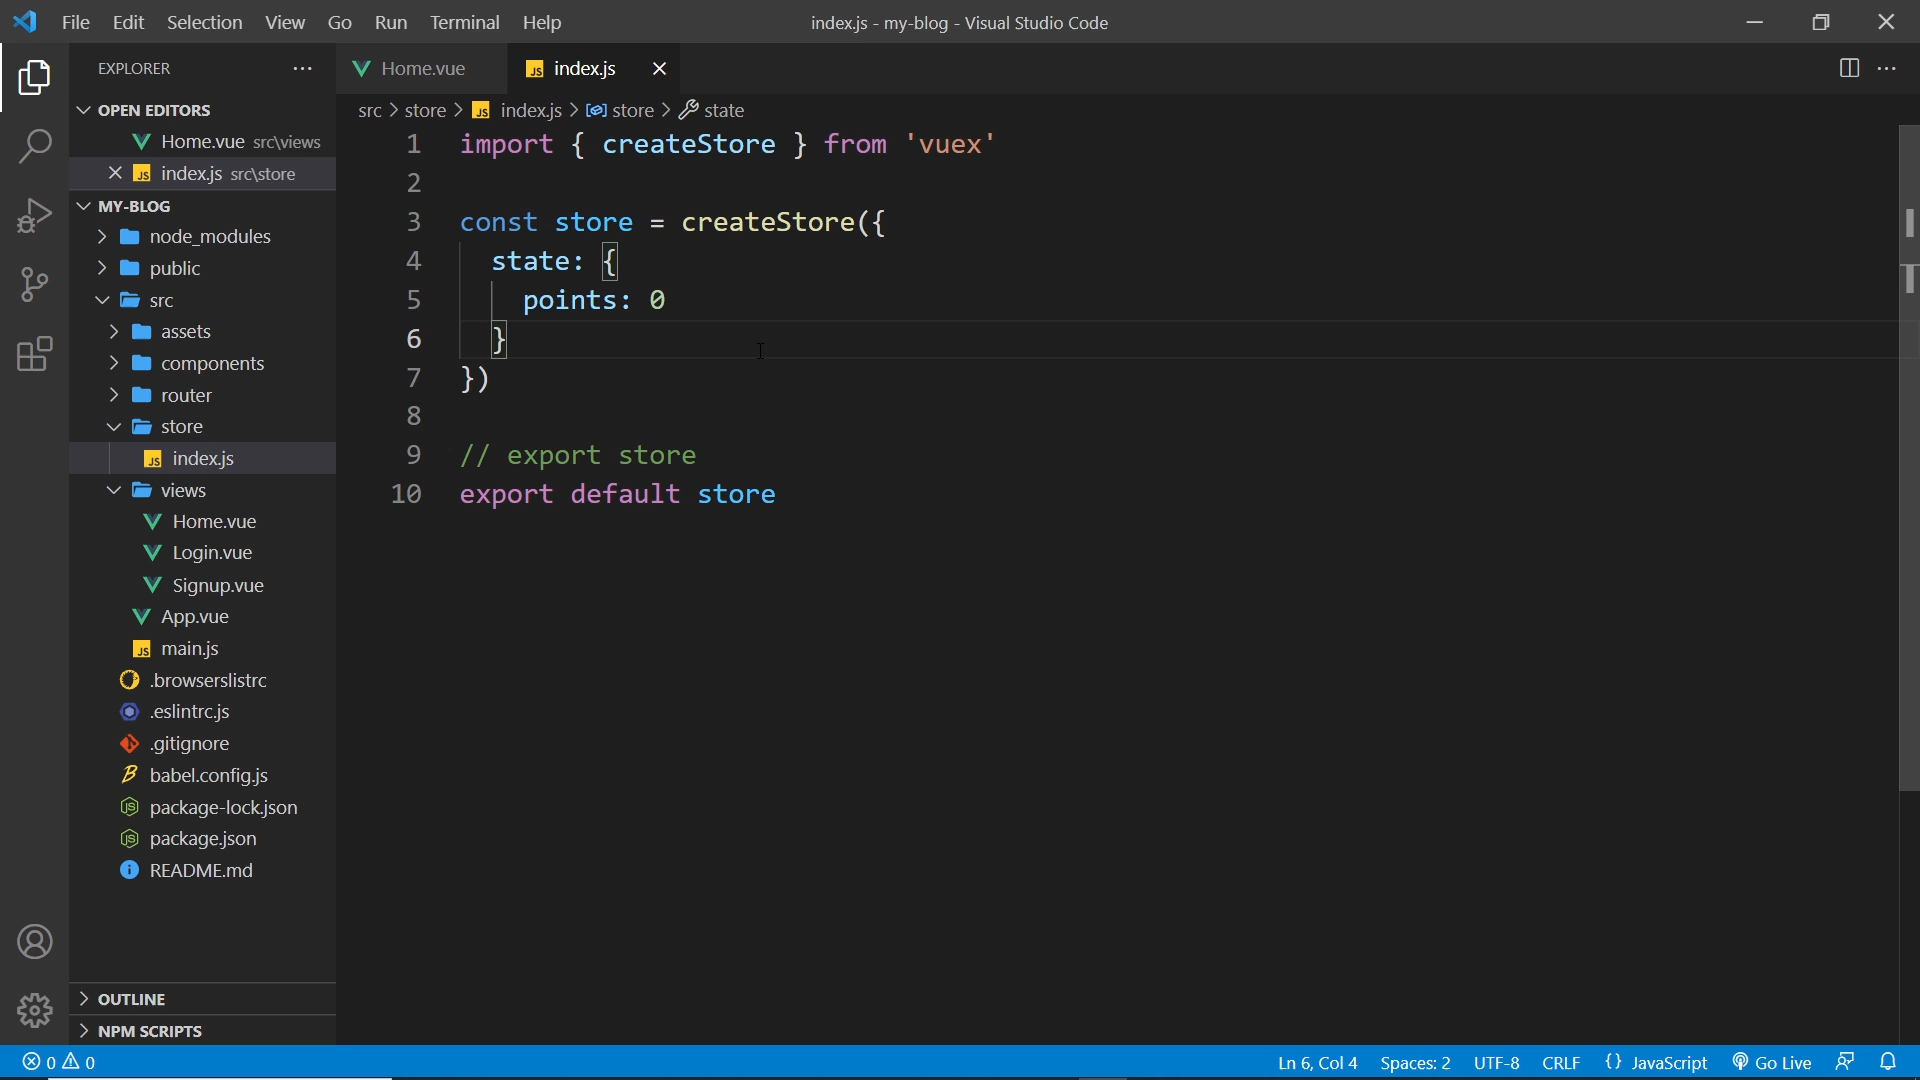 File Edit Selection View Go Run Terminal Help
index.js - my-blog - Visual Studio Code
EXPLORER
OPEN EDITORS
Home.vue src\views
index.js src\store
MY-BLOG
node_modules
public
src
assets
components
router
store
index.js
views
Home.vue
Login.vue
Signup.vue
App.vue
main.js
.browserslistrc
.eslintrc.js
.gitignore
babel.config.js
package-lock.json
package.json
README.md
OUTLINE
NPM SCRIPTS
Home.vue
index.js
src > store > JS index.js > store > state
1 import { createStore } from 'vuex'
2
3 const store = createStore({
4 state: {
5 points: 0
6 }
7 })
8
9 // export store
10 export default store
0 0
Ln 6, Col 4 Spaces: 2 UTF-8 CRLF {} JavaScript Go Live